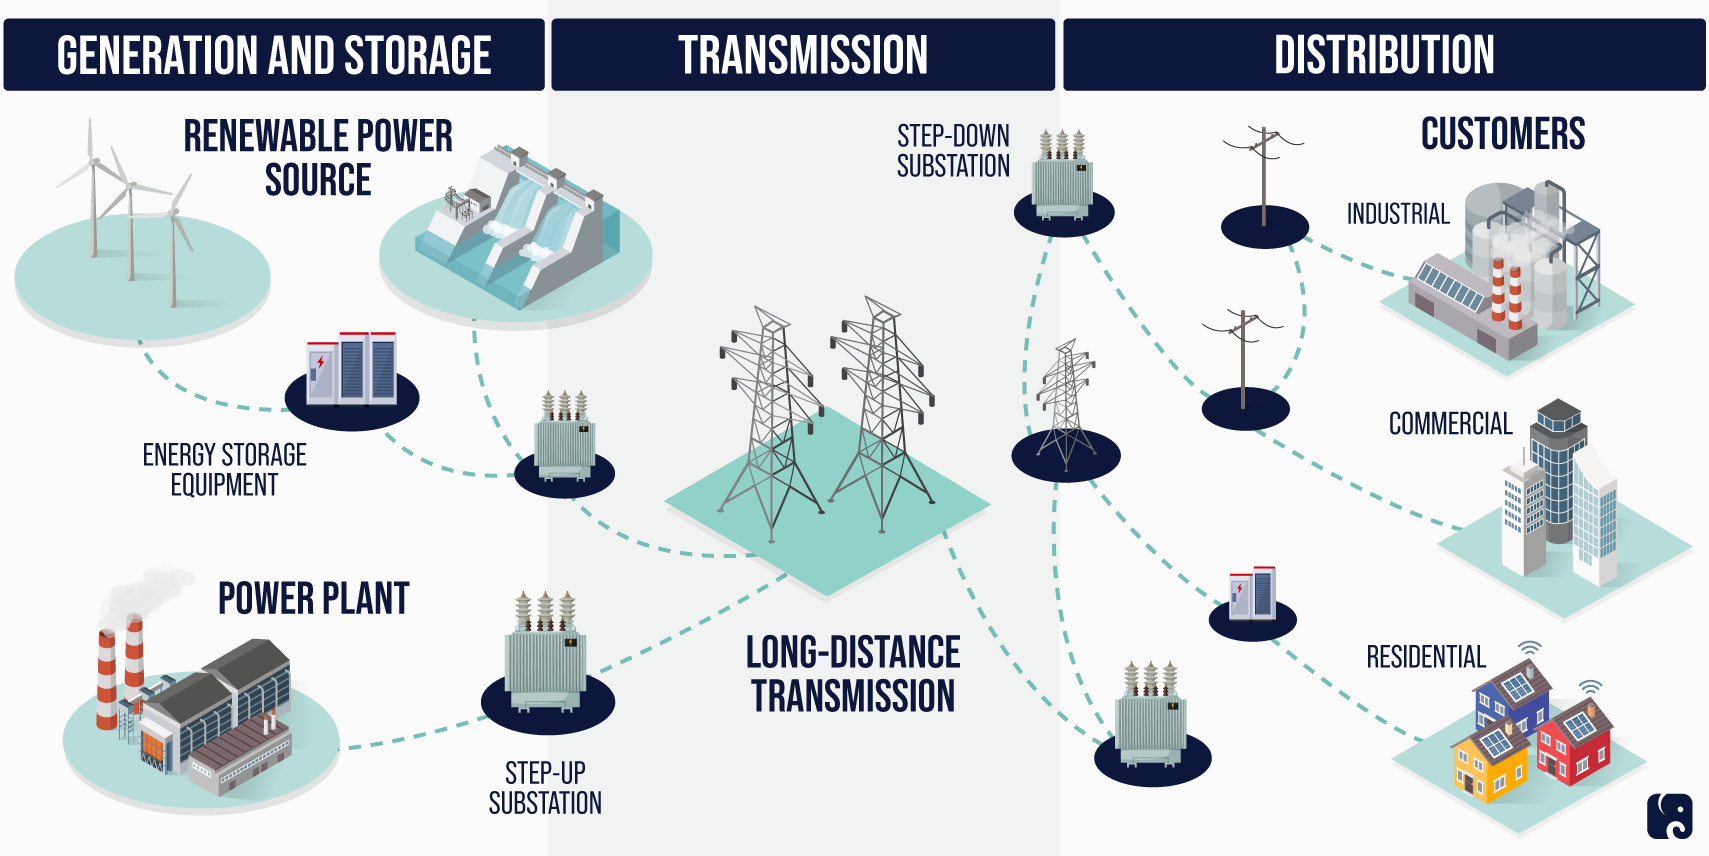 GENERATION AND STORAGE
TRANSMISSION
DISTRIBUTION
RENEWABLE POWER
SOURCE
ENERGY STORAGE
EQUIPMENT
POWER PLANT
STEP-UP
SUBSTATION
LONG-DISTANCE
TRANSMISSION
STEP-DOWN
SUBSTATION
CUSTOMERS
INDUSTRIAL
COMMERCIAL
RESIDENTIAL